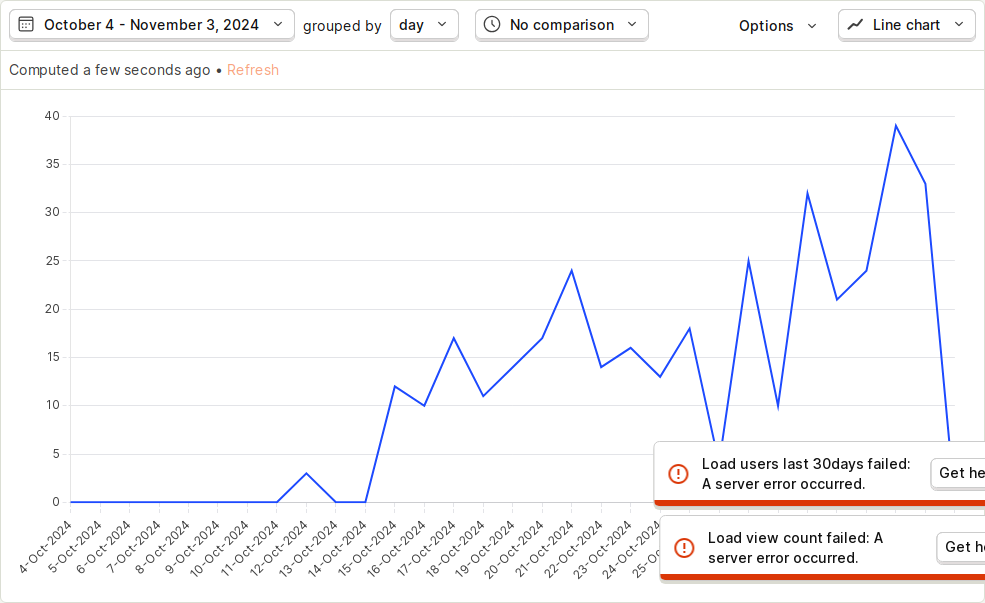 October 4 - November 3, 2024 grouped by day No comparison Options Line chart
Computed a few seconds ago • Refresh
40
35
30
25
20
15
10
5
0
Load users last 30days failed:
A server error occurred.
Get he
Load view count failed: A
server error occurred.
Get he
4-Oct-2024
5-Oct-2024
6-Oct-2024
7-Oct-2024
8-Oct-2024
9-Oct-2024
10-Oct-2024
11-Oct-2024
12-Oct-2024
13-Oct-2024
14-Oct-2024
15-Oct-2024
16-Oct-2024
17-Oct-2024
18-Oct-2024
19-Oct-2024
20-Oct-2024
21-Oct-2024
22-Oct-2024
23-Oct-2024
24-Oct-2024
25-O